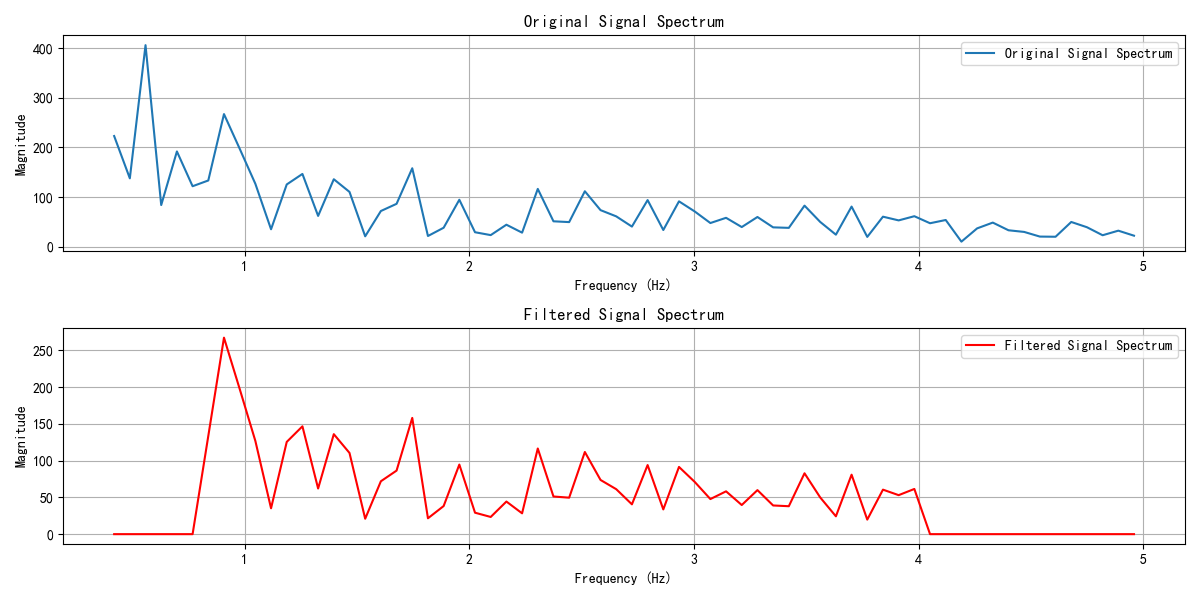 Original Signal Spectrum
Original Signal Spectrum
400
300
200
100
0
Magnitude
1
2
3
4
5
Frequency (Hz)
Filtered Signal Spectrum
Filtered Signal Spectrum
250
200
150
100
50
0
Magnitude
1
2
3
4
5
Frequency (Hz)